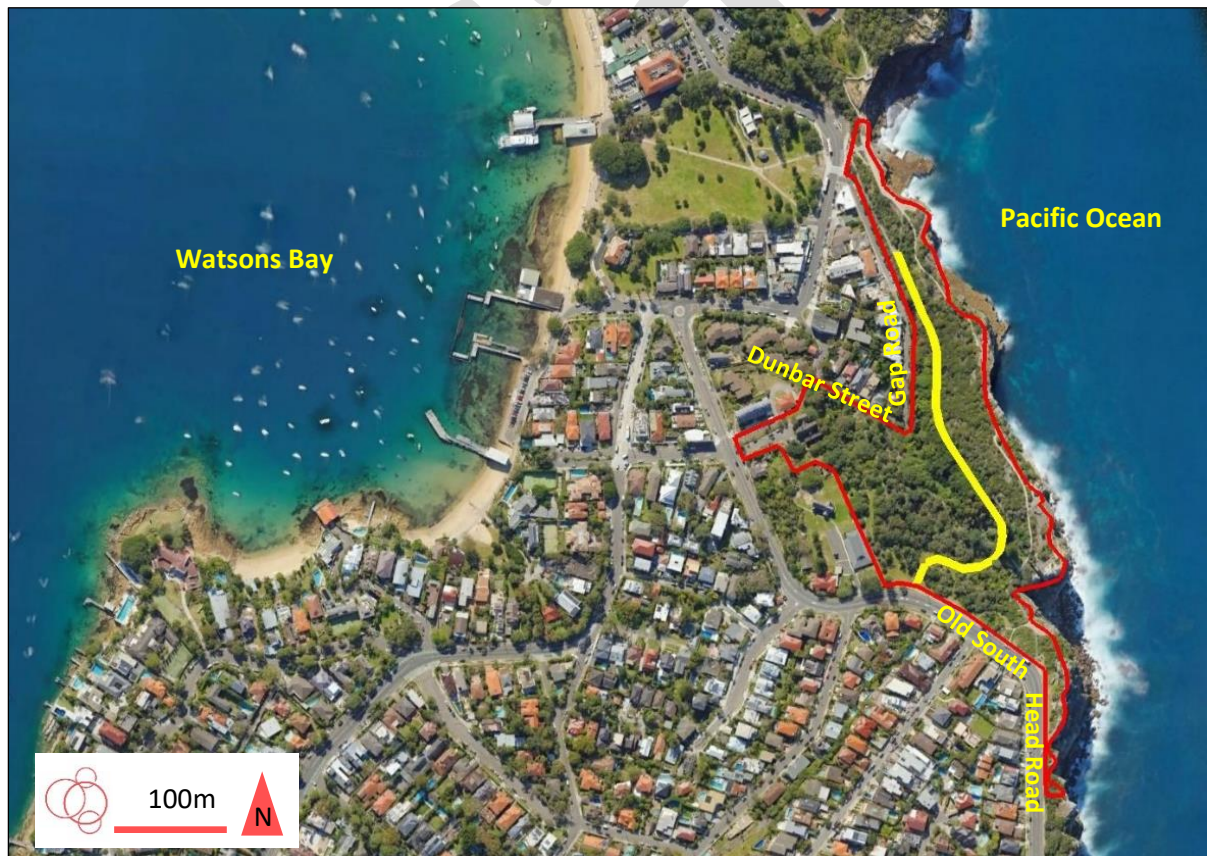 Pacific Ocean
Watsons Bay
Gap Road
Dunbar Street
Old South
Head Road
100m
N